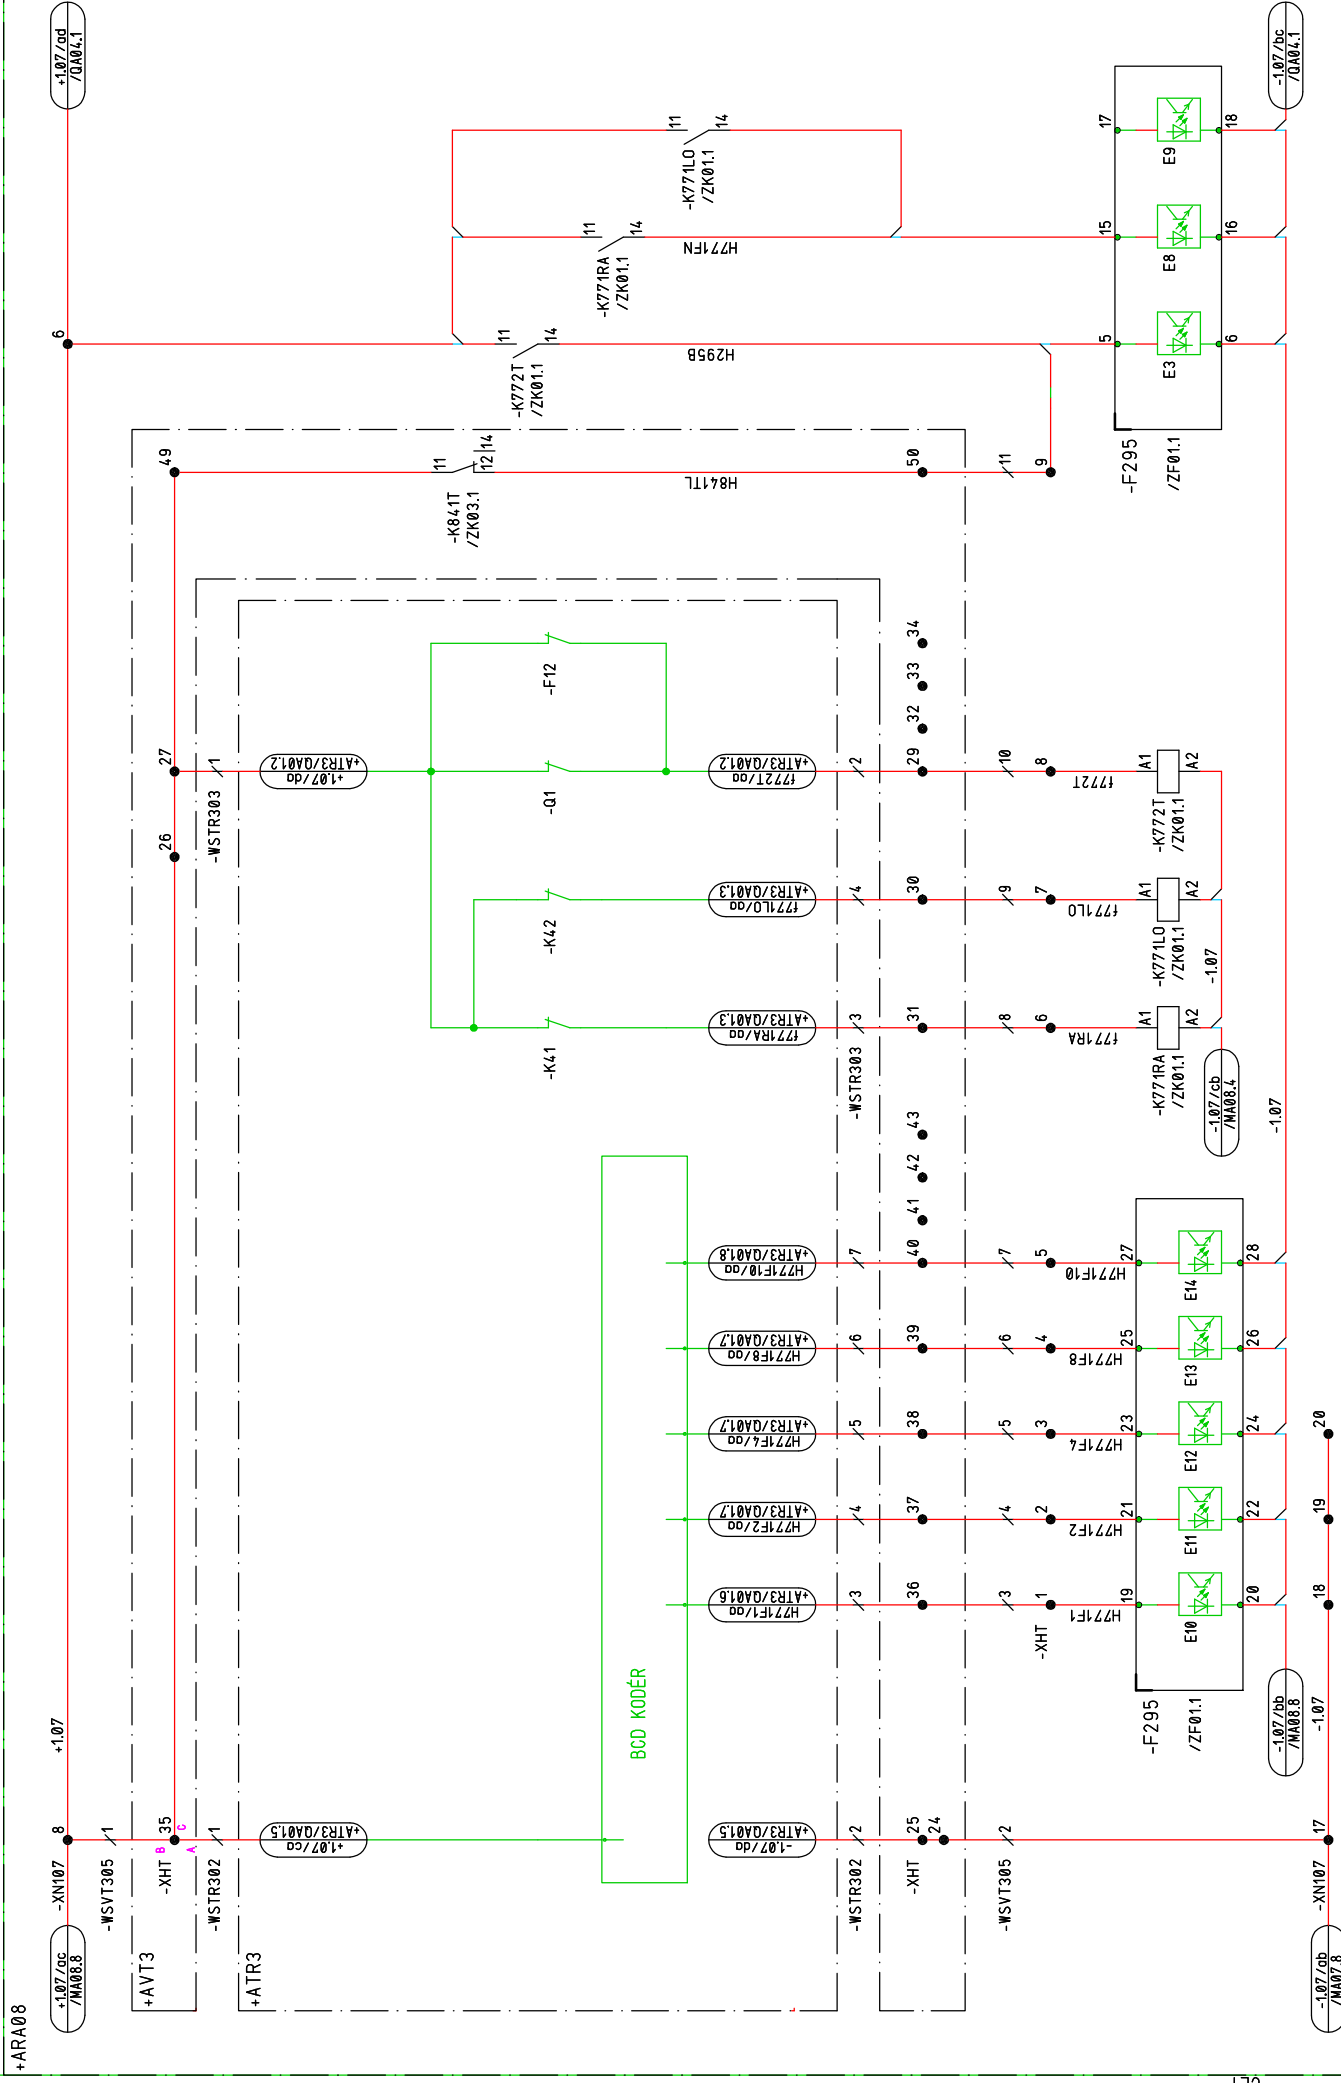 +ARA08
+1.07/ac
/MA08.8
-XN107
8
+1.07
6
+1.07/ad
/QA04.1
-WSVT305
1
+AVT3
-XHT
B
35
C
A
26
27
49
-WSTR302
1
-WSTR303
1
+ATR3
+1.07/ca
+ATR3/QA01.5
+1.07/da
+ATR3/QA01.2
-K841T
/ZK03.1
11
12
14
H841TL
-K772T
/ZK01.1
11
14
H295B
-K771RA
/ZK01.1
11
14
H771FN
-K771LO
/ZK01.1
11
14
-K41
-K42
-Q1
-F12
BCD KODÉR
-1.07/da
+ATR3/QA01.5
H771F1/aa
+ATR3/QA01.6
H771F2/aa
+ATR3/QA01.7
H771F4/aa
+ATR3/QA01.7
H771F8/aa
+ATR3/QA01.7
H771F10/aa
+ATR3/QA01.8
f771RA/aa
+ATR3/QA01.3
f771LO/aa
+ATR3/QA01.3
f772T/aa
+ATR3/QA01.2
-WSTR302
2
3
4
5
6
7
-WSTR303
3
4
2
-XHT
25
24
36
37
38
39
40
41
42
43
31
30
29
32
33
34
50
-WSVT305
2
3
4
5
6
7
8
9
10
11
-XHT
1
2
3
4
5
6
7
8
9
H771F1
H771F2
H771F4
H771F8
H771F10
f771RA
f771LO
f772T
-F295
/ZF01.1
19
21
23
25
27
E10
E11
E12
E13
E14
20
22
24
26
28
-K771RA
/ZK01.1
A1
A2
-K771LO
/ZK01.1
A1
A2
-K772T
/ZK01.1
A1
A2
-1.07
-1.07/cb
/MA08.4
-F295
/ZF01.1
5
15
17
E3
E8
E9
6
16
18
-1.07/bb
/MA08.8
-1.07
-1.07/bc
/QA04.1
-1.07/ab
/MA07.8
-XN107
17
-1.07
18
19
20